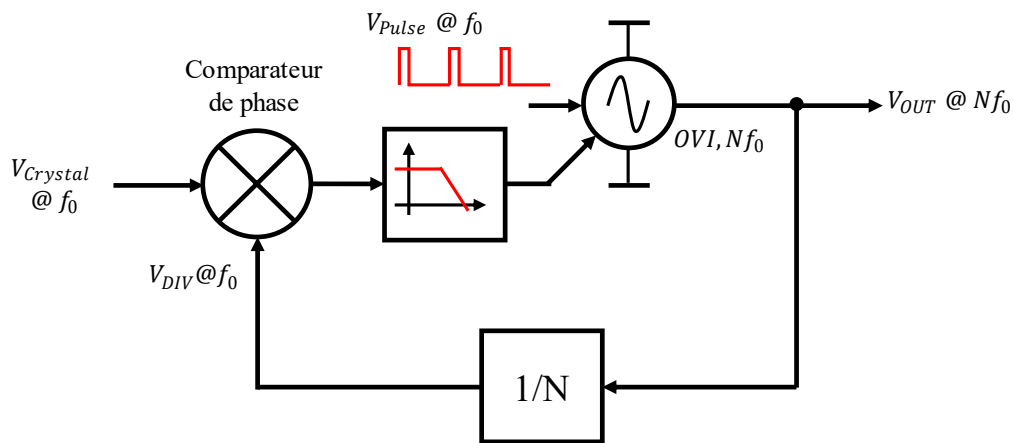 V_Pulse @ f_0
Comparateur
de phase
V_Crystal
@ f_0
OVI, Nf_0
V_OUT @ Nf_0
V_DIV @f_0
1/N